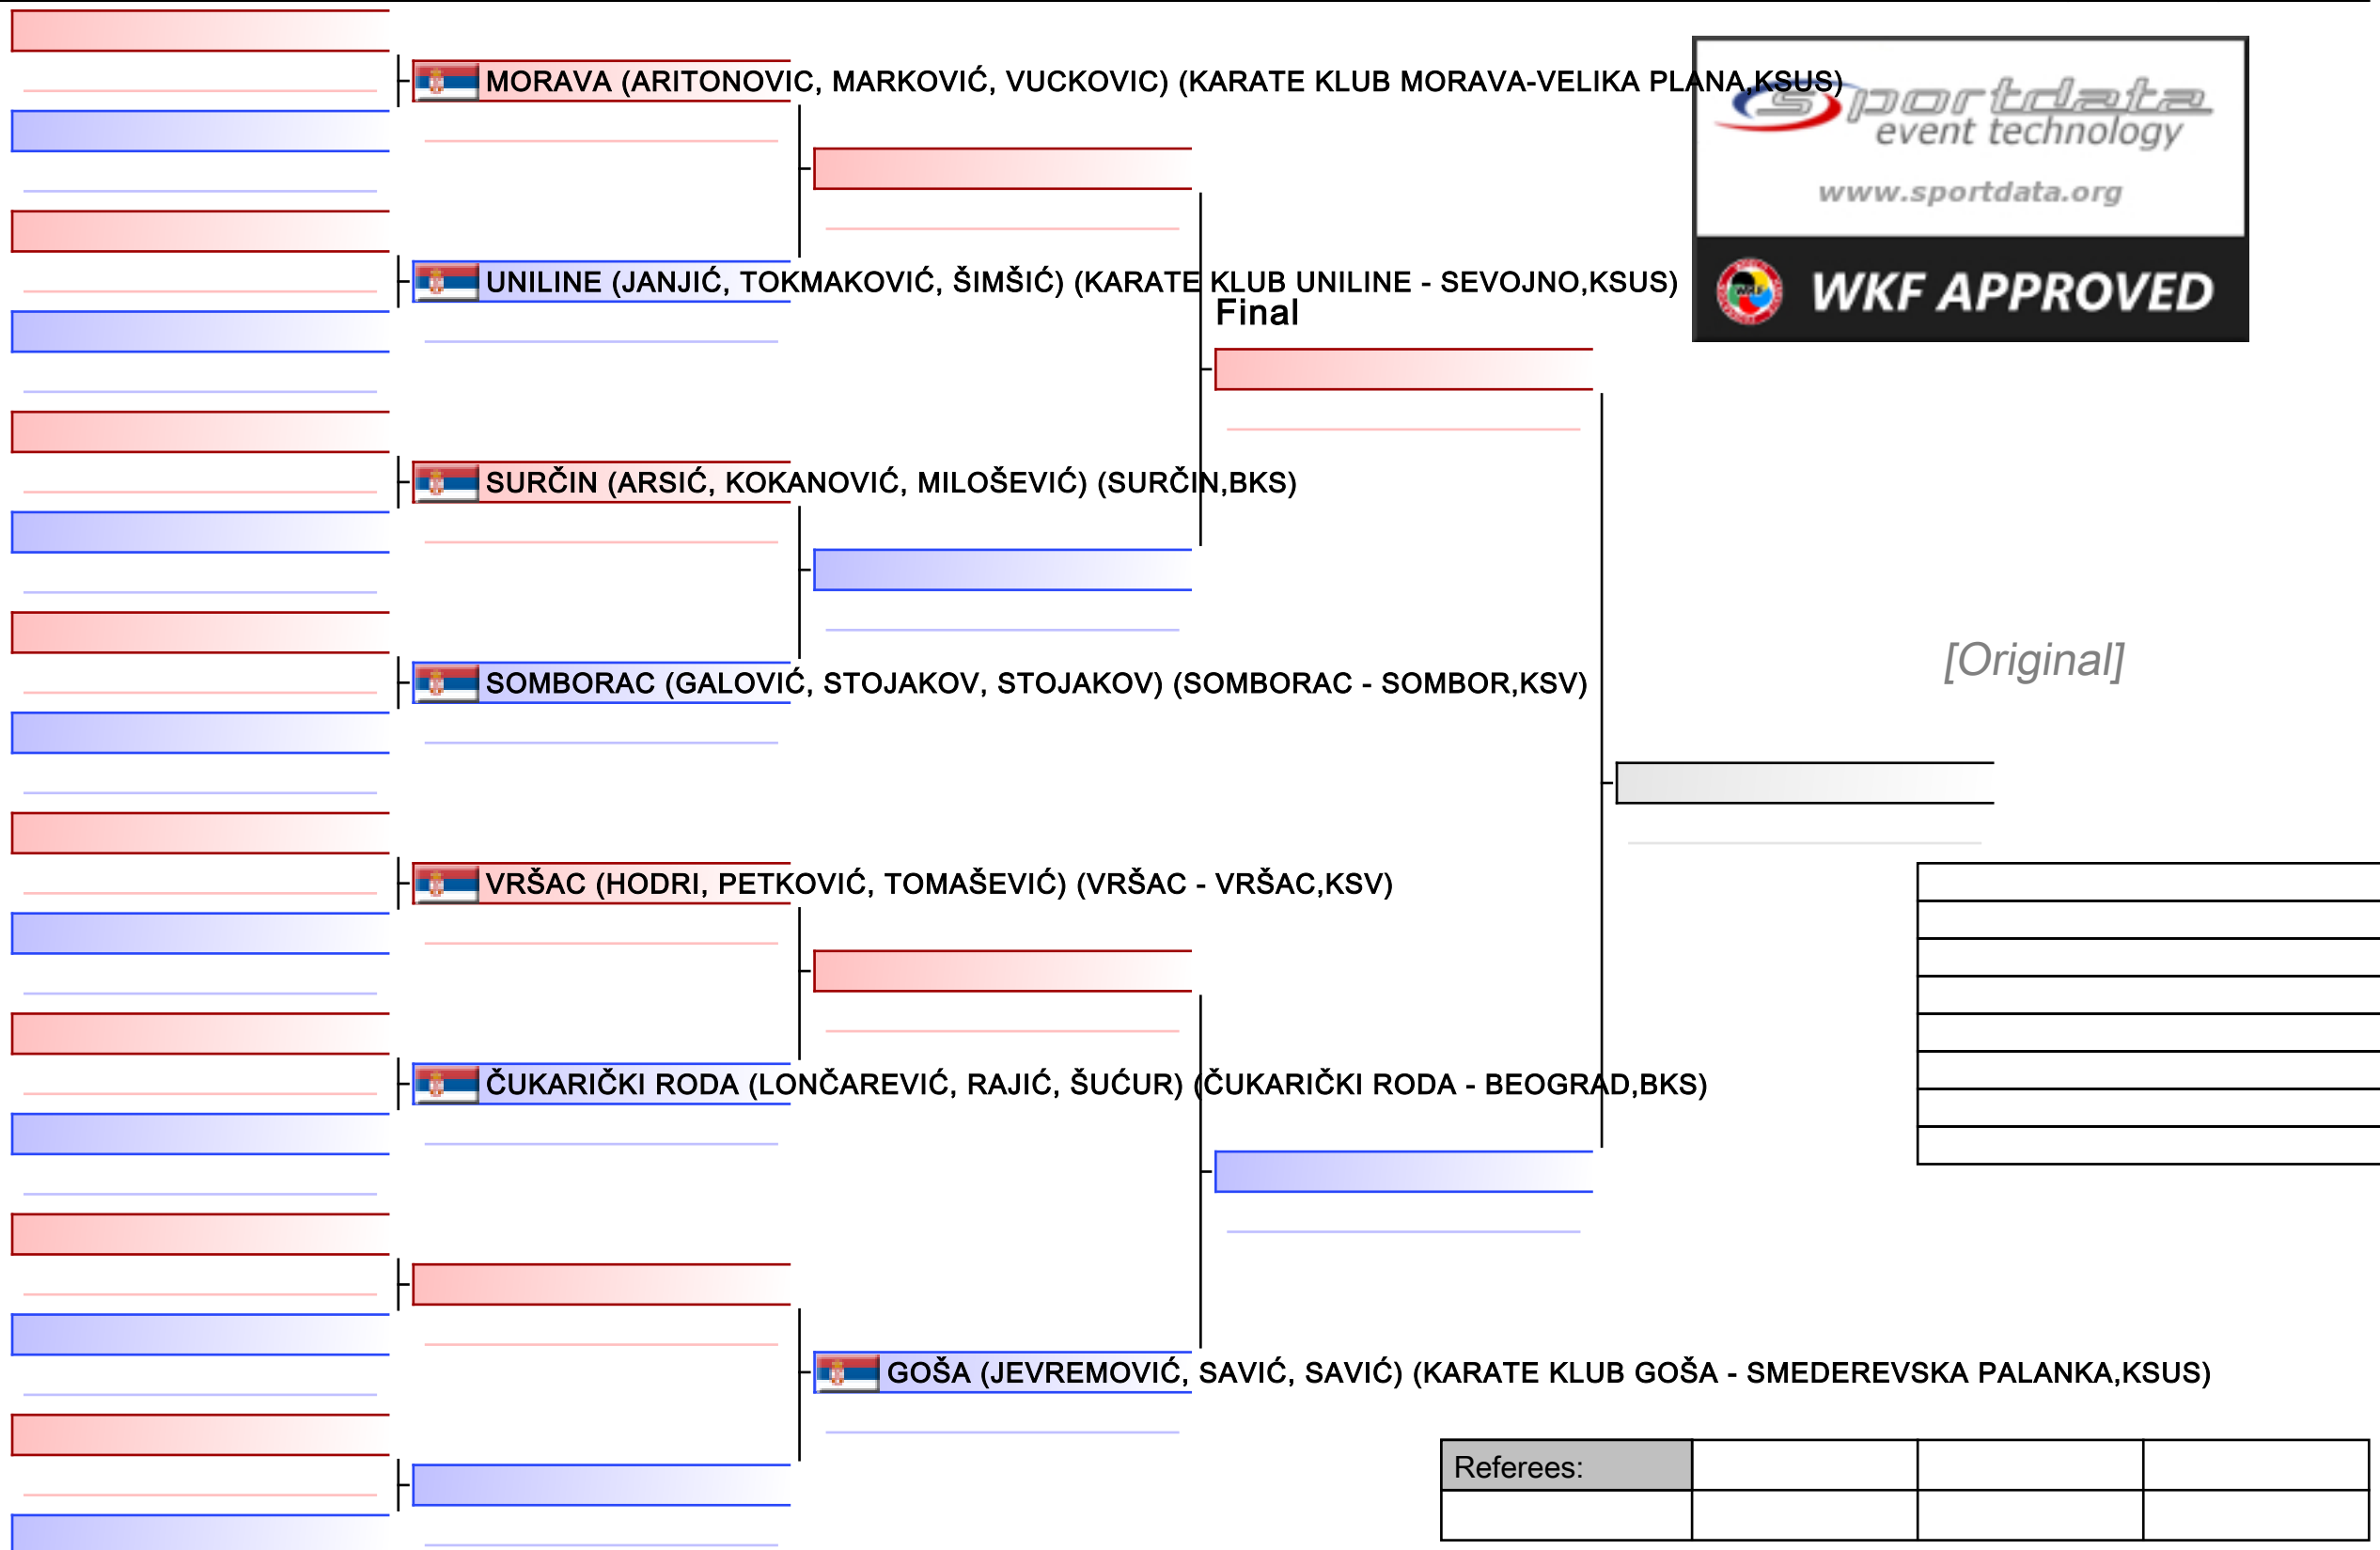 MORAVA (ARITONOVIC, MARKOVIĆ, VUCKOVIC) (KARATE KLUB MORAVA-VELIKA PLANA,KSUS)
sportdata
event technology
www.sportdata.org
UNILINE (JANJIĆ, TOKMAKOVIĆ, ŠIMŠIĆ) (KARATE KLUB UNILINE - SEVOJNO,KSUS)
WKF APPROVED
Final
SURČIN (ARSIĆ, KOKANOVIĆ, MILOŠEVIĆ) (SURČIN,BKS)
[Original]
SOMBORAC (GALOVIĆ, STOJAKOV, STOJAKOV) (SOMBORAC - SOMBOR,KSV)
VRŠAC (HODRI, PETKOVIĆ, TOMAŠEVIĆ) (VRŠAC - VRŠAC,KSV)
ČUKARIČKI RODA (LONČAREVIĆ, RAJIĆ, ŠUĆUR) (ČUKARIČKI RODA - BEOGRAD,BKS)
GOŠA (JEVREMOVIĆ, SAVIĆ, SAVIĆ) (KARATE KLUB GOŠA - SMEDEREVSKA PALANKA,KSUS)
Referees: